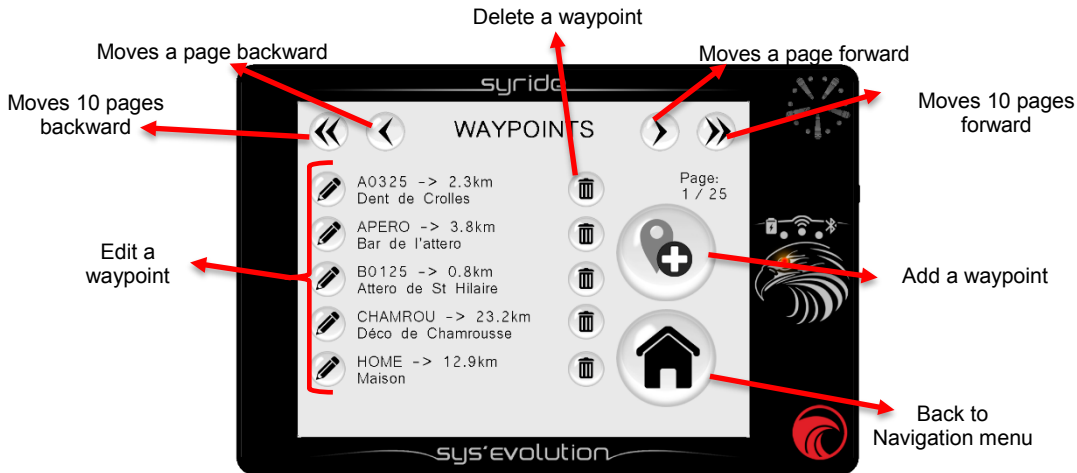 Delete a waypoint
Moves a page backward
Moves a page forward
Moves 10 pages
backward
Moves 10 pages
forward
syride
WAYPOINTS
Page:
1 / 25
A0325 -> 2.3km
Dent de Crolles
APERO -> 3.8km
Bar de l'attero
B0125 -> 0.8km
Attero de St Hilaire
CHAMROU -> 23.2km
Déco de Chamrousse
HOME -> 12.9km
Maison
Edit a
waypoint
Add a waypoint
Back to
Navigation menu
sys'evolution